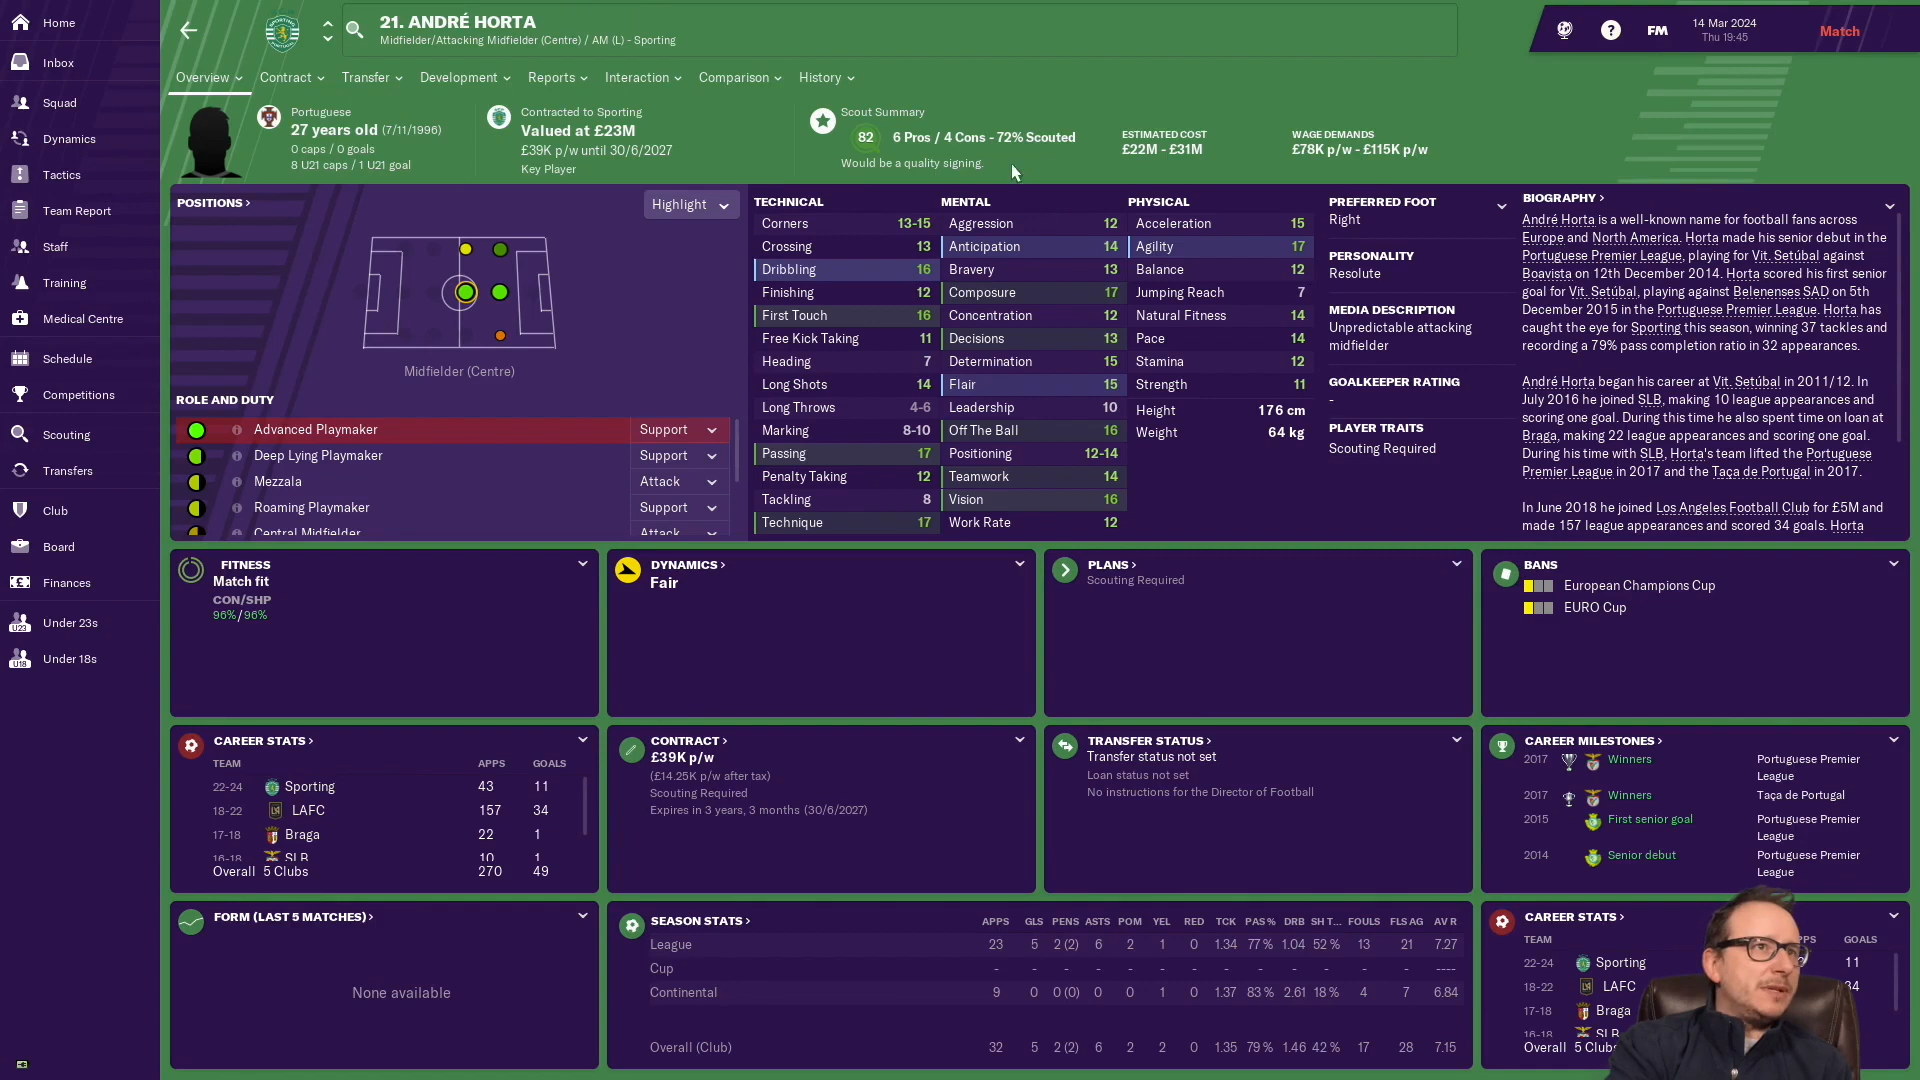 Home
Inbox
Squad
Dynamics
Tactics
Team Report
Staff
Training
Medical Centre
Schedule
Competitions
Scouting
Transfers
Club
Board
Finances
U23 Under 23s
U18 Under 18s
21. ANDRÉ HORTA
Midfielder/Attacking Midfielder (Centre) / AM (L) - Sporting
? FM 14 Mar 2024
Thu 19:45
Match
Overview Contract Transfer Development Reports Interaction Comparison History
Portuguese
27 years old (7/11/1996)
0 caps / 0 goals
8 U21 caps / 1 U21 goal
Contracted to Sporting
Valued at £23M
£39K p/w until 30/6/2027
Key Player
Scout Summary
82 6 Pros / 4 Cons - 72% Scouted
Would be a quality signing.
ESTIMATED COST
£22M - £31M
WAGE DEMANDS
£78K p/w - £115K p/w
POSITIONS >
Highlight
Midfielder (Centre)
ROLE AND DUTY
Advanced Playmaker Support
Deep Lying Playmaker Support
Mezzala Attack
Roaming Playmaker Support
Central Midfielder Attack
TECHNICAL
Corners 13-15
Crossing 13
Dribbling 16
Finishing 12
First Touch 16
Free Kick Taking 11
Heading 7
Long Shots 14
Long Throws 4-6
Marking 8-10
Passing 17
Penalty Taking 12
Tackling 8
Technique 17
MENTAL
Aggression 12
Anticipation 14
Bravery 13
Composure 17
Concentration 12
Decisions 13
Determination 15
Flair 15
Leadership 10
Off The Ball 16
Positioning 12-14
Teamwork 14
Vision 16
Work Rate 12
PHYSICAL
Acceleration 15
Agility 17
Balance 12
Jumping Reach 7
Natural Fitness 14
Pace 14
Stamina 12
Strength 11
Height 176 cm
Weight 64 kg
PREFERRED FOOT
Right
PERSONALITY
Resolute
MEDIA DESCRIPTION
Unpredictable attacking
midfielder
GOALKEEPER RATING
-
PLAYER TRAITS
Scouting Required
BIOGRAPHY >
André Horta is a well-known name for football fans across
Europe and North America. Horta made his senior debut in the
Portuguese Premier League, playing for Vit. Setúbal against
Boavista on 12th December 2014. Horta scored his first senior
goal for Vit. Setúbal, playing against Belenenses SAD on 5th
December 2015 in the Portuguese Premier League. Horta has
caught the eye for Sporting this season, winning 37 tackles and
recording a 79% pass completion ratio in 32 appearances.
André Horta began his career at Vit. Setúbal in 2011/12. In
July 2016 he joined SLB, making 10 league appearances and
scoring one goal. During this time he also spent time on loan at
Braga, making 22 league appearances and scoring one goal.
During his time with SLB, Horta's team lifted the Portuguese
Premier League in 2017 and the Taça de Portugal in 2017.
In June 2018 he joined Los Angeles Football Club for £5M and
made 157 league appearances and scored 34 goals. Horta
FITNESS
Match fit
CON/SHP
96%/96%
DYNAMICS >
Fair
PLANS >
Scouting Required
BANS
European Champions Cup
EURO Cup
CAREER STATS >
TEAM APPS GOALS
22-24 Sporting 43 11
18-22 LAFC 157 34
17-18 Braga 22 1
16-18 SLB 10 1
Overall 5 Clubs 270 49
CONTRACT >
£39K p/w
(£14.25K p/w after tax)
Scouting Required
Expires in 3 years, 3 months (30/6/2027)
TRANSFER STATUS >
Transfer status not set
Loan status not set
No instructions for the Director of Football
CAREER MILESTONES >
2017 Winners Portuguese Premier
League
2017 Winners Taça de Portugal
2015 First senior goal Portuguese Premier
League
2014 Senior debut Portuguese Premier
League
FORM (LAST 5 MATCHES) >
None available
SEASON STATS > APPS GLS PENS ASTS POM YEL RED TCK PAS % DRB SH T... FOULS FLS AG AV R
League 23 5 2 (2) 6 2 1 0 1.34 77 % 1.04 52 % 13 21 7.27
Cup - - - - - - - - - - - - - ----
Continental 9 0 0 (0) 0 0 1 0 1.37 83 % 2.61 18 % 4 7 6.84
Overall (Club) 32 5 2 (2) 6 2 2 0 1.35 79 % 1.46 42 % 17 28 7.15
CAREER STATS >
TEAM GOALS
22-24 Sporting 11
18-22 LAFC 34
17-18 Braga
16-18 SLB
Overall 5 Clubs